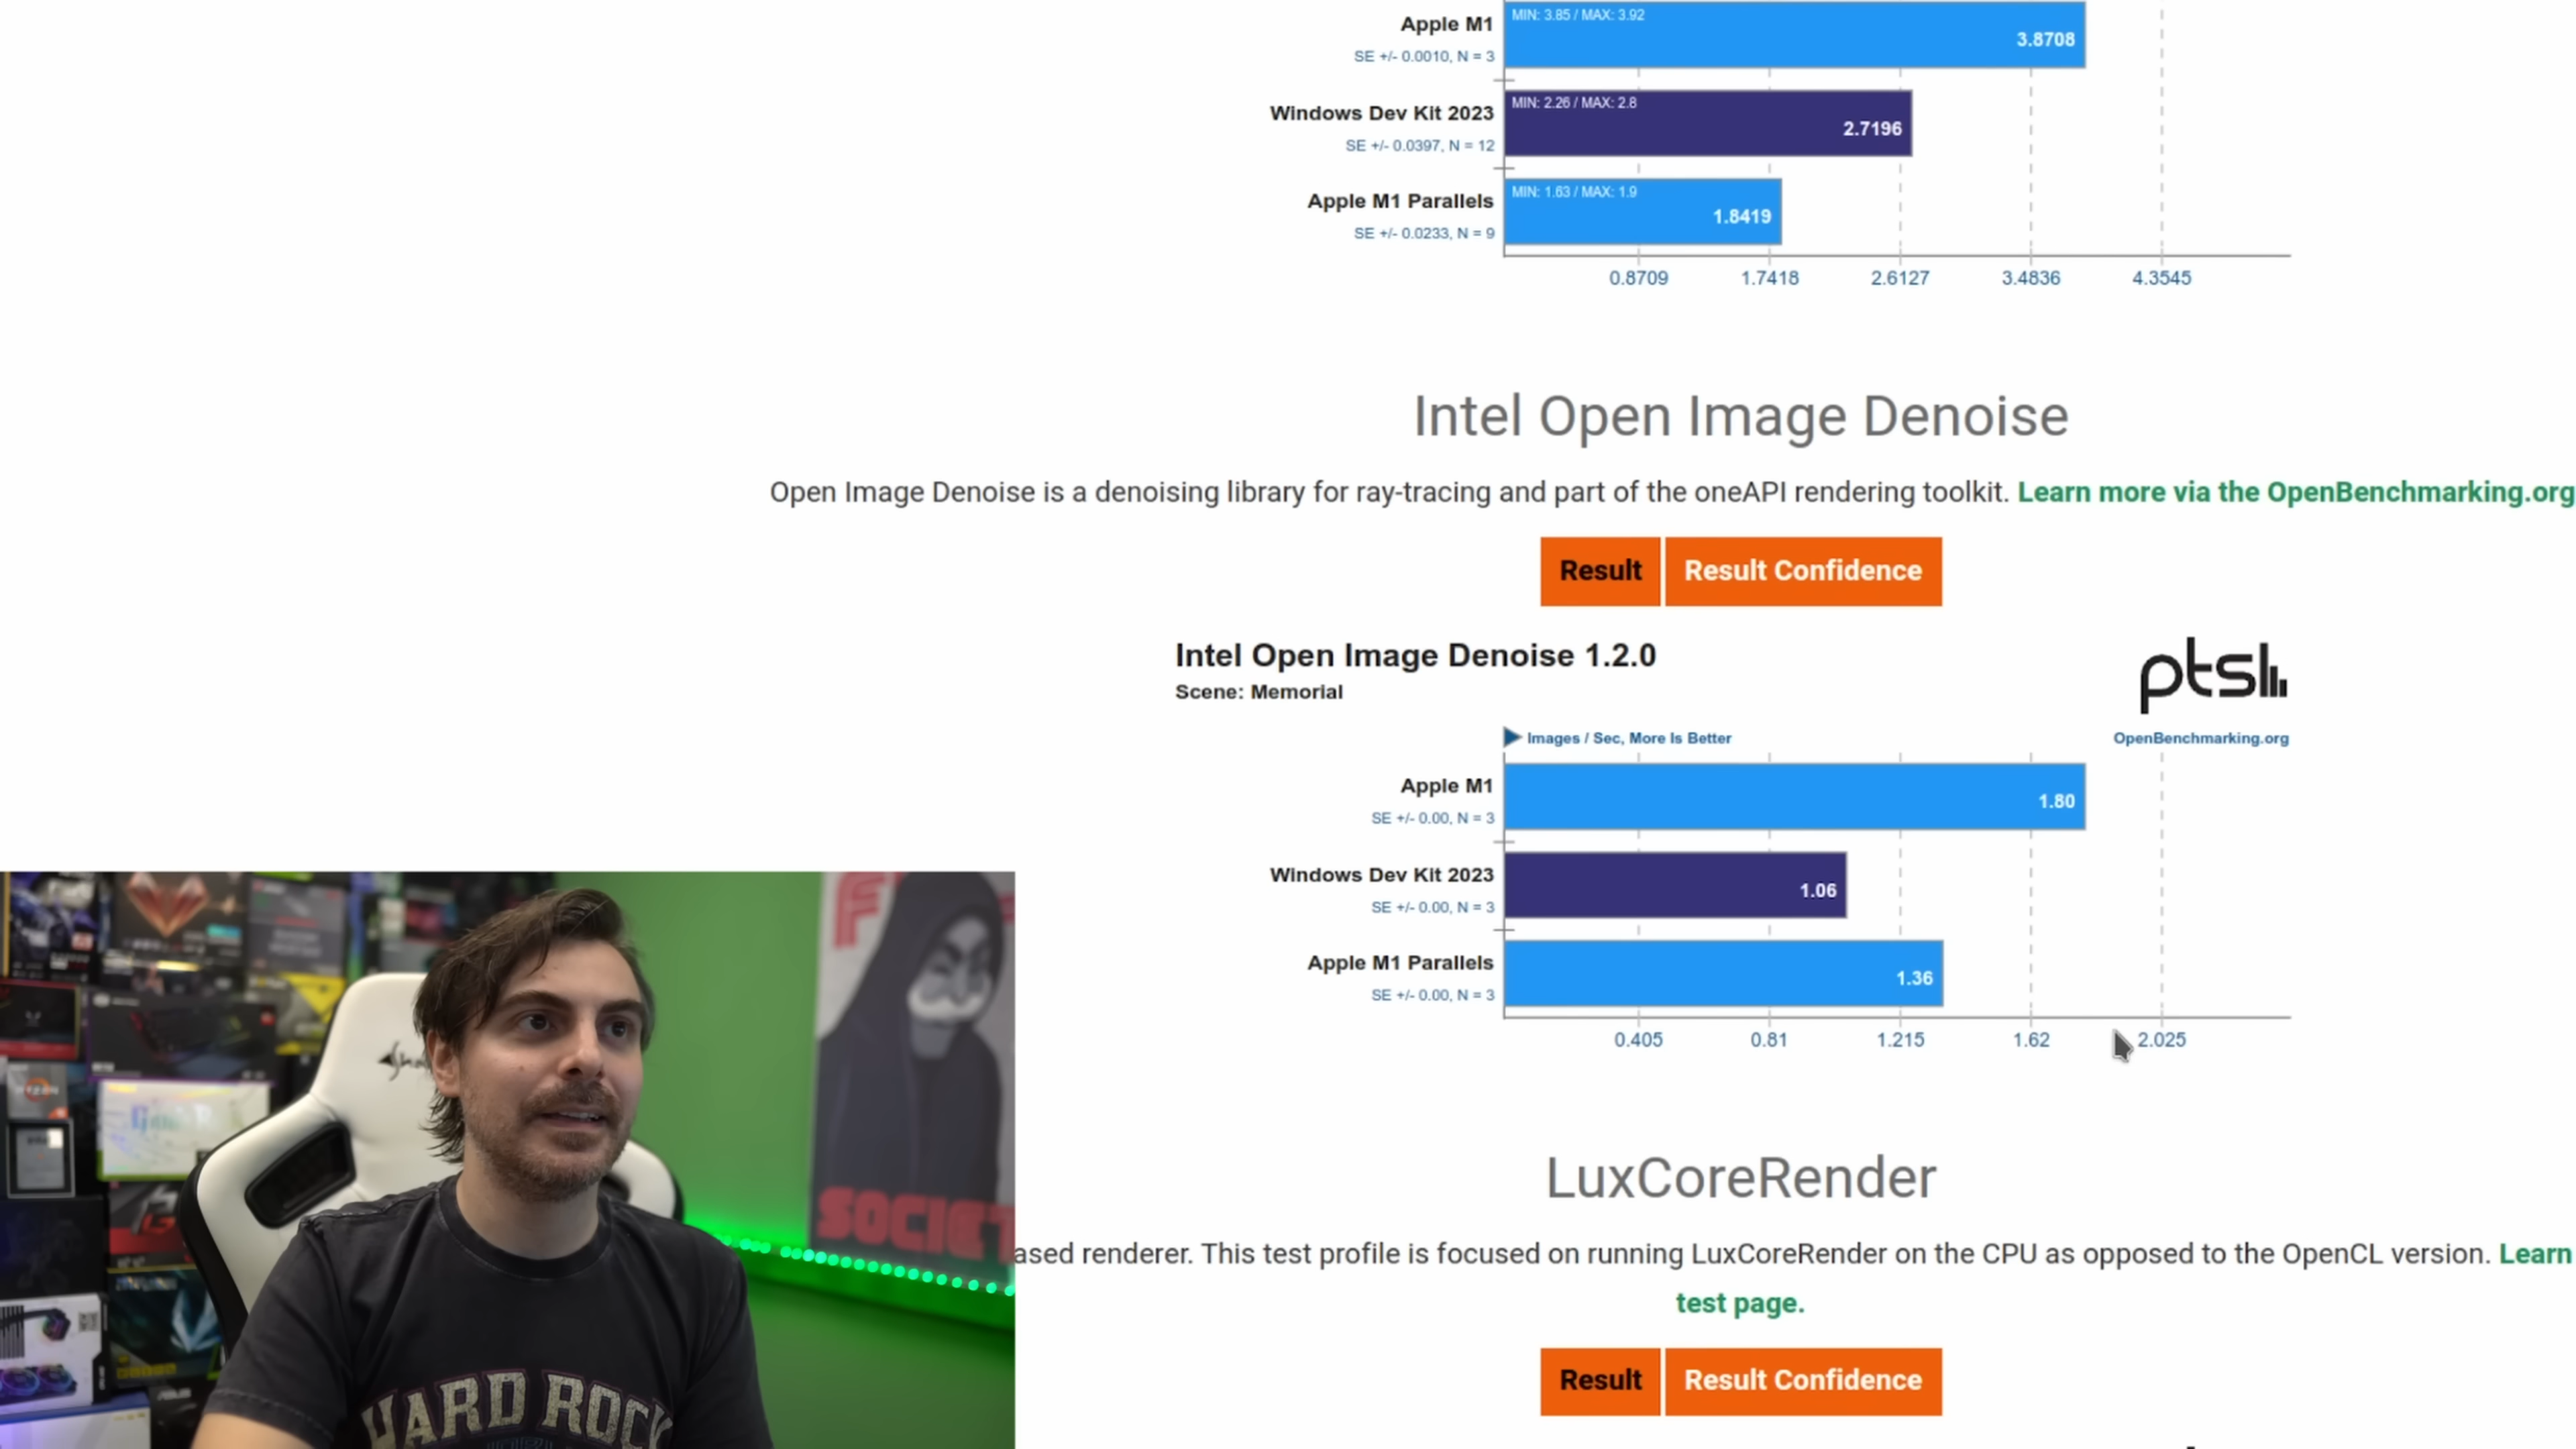 Apple M1
SE +/- 0.0010, N = 3
MIN: 3.85 / MAX: 3.92
3.8708
Windows Dev Kit 2023
SE +/- 0.0397, N = 12
MIN: 2.26 / MAX: 2.8
2.7196
Apple M1 Parallels
SE +/- 0.0233, N = 9
MIN: 1.63 / MAX: 1.9
1.8419
0.8709 1.7418 2.6127 3.4836 4.3545
Intel Open Image Denoise
Open Image Denoise is a denoising library for ray-tracing and part of the oneAPI rendering toolkit. Learn more via the OpenBenchmarking.org
Result Result Confidence
Intel Open Image Denoise 1.2.0
Scene: Memorial
ptsl
Images / Sec, More Is Better
OpenBenchmarking.org
Apple M1
SE +/- 0.00, N = 3
1.80
Windows Dev Kit 2023
SE +/- 0.00, N = 3
1.06
Apple M1 Parallels
SE +/- 0.00, N = 3
1.36
0.405 0.81 1.215 1.62 2.025
LuxCoreRender
ased renderer. This test profile is focused on running LuxCoreRender on the CPU as opposed to the OpenCL version. Learn
test page.
Result Result Confidence
SOCIET
RYZEN
HARD ROCK